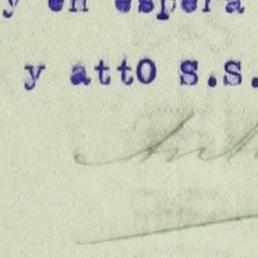 y en espera
y atto S.S.